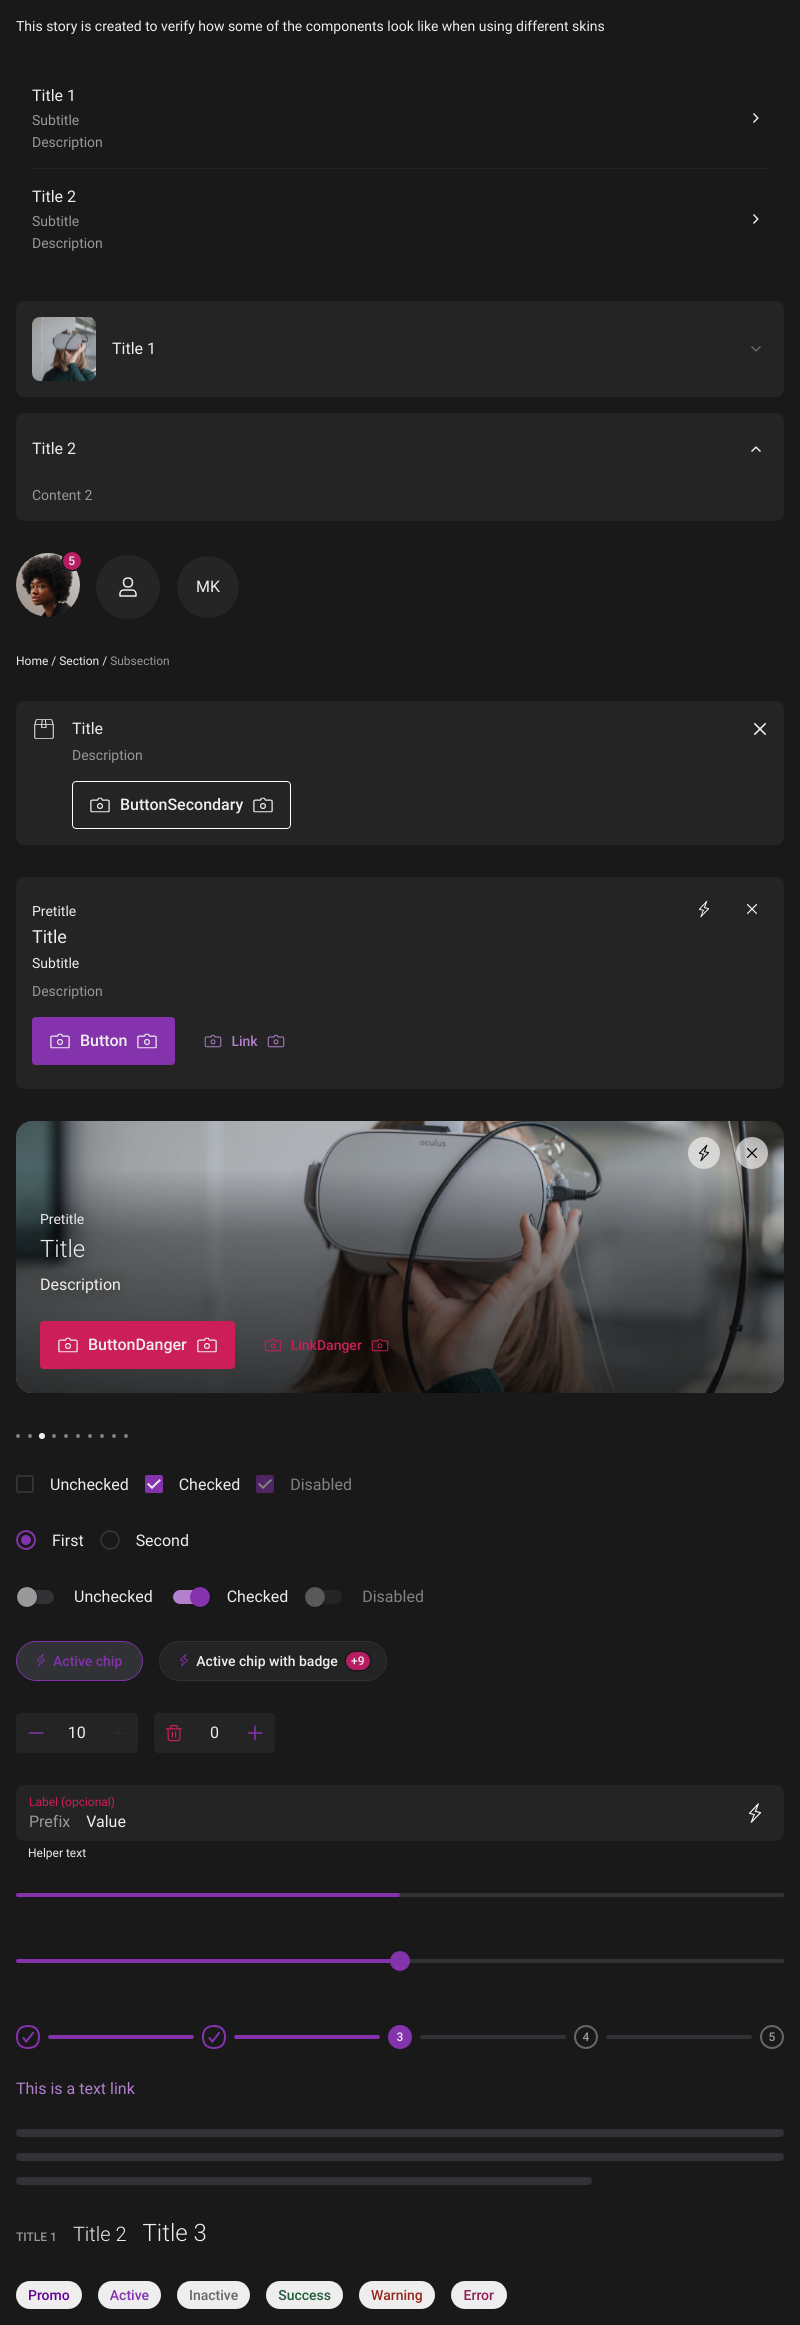 This story is created to verify how some of the components look like when using different skins
Title 1
Subtitle
Description
Title 2
Subtitle
Description
Title 1
Title 2
Content 2
5
MK
Home / Section / Subsection
Title
Description
ButtonSecondary
Pretitle
Title
Subtitle
Description
Button Link
oculus
Pretitle
Title
Description
ButtonDanger LinkDanger
Unchecked Checked Disabled
First Second
Unchecked Checked Disabled
Active chip Active chip with badge +9
10 0
Label (opcional)
Prefix Value
Helper text
3 4 5
This is a text link
TITLE 1 Title 2 Title 3
Promo Active Inactive Success Warning Error